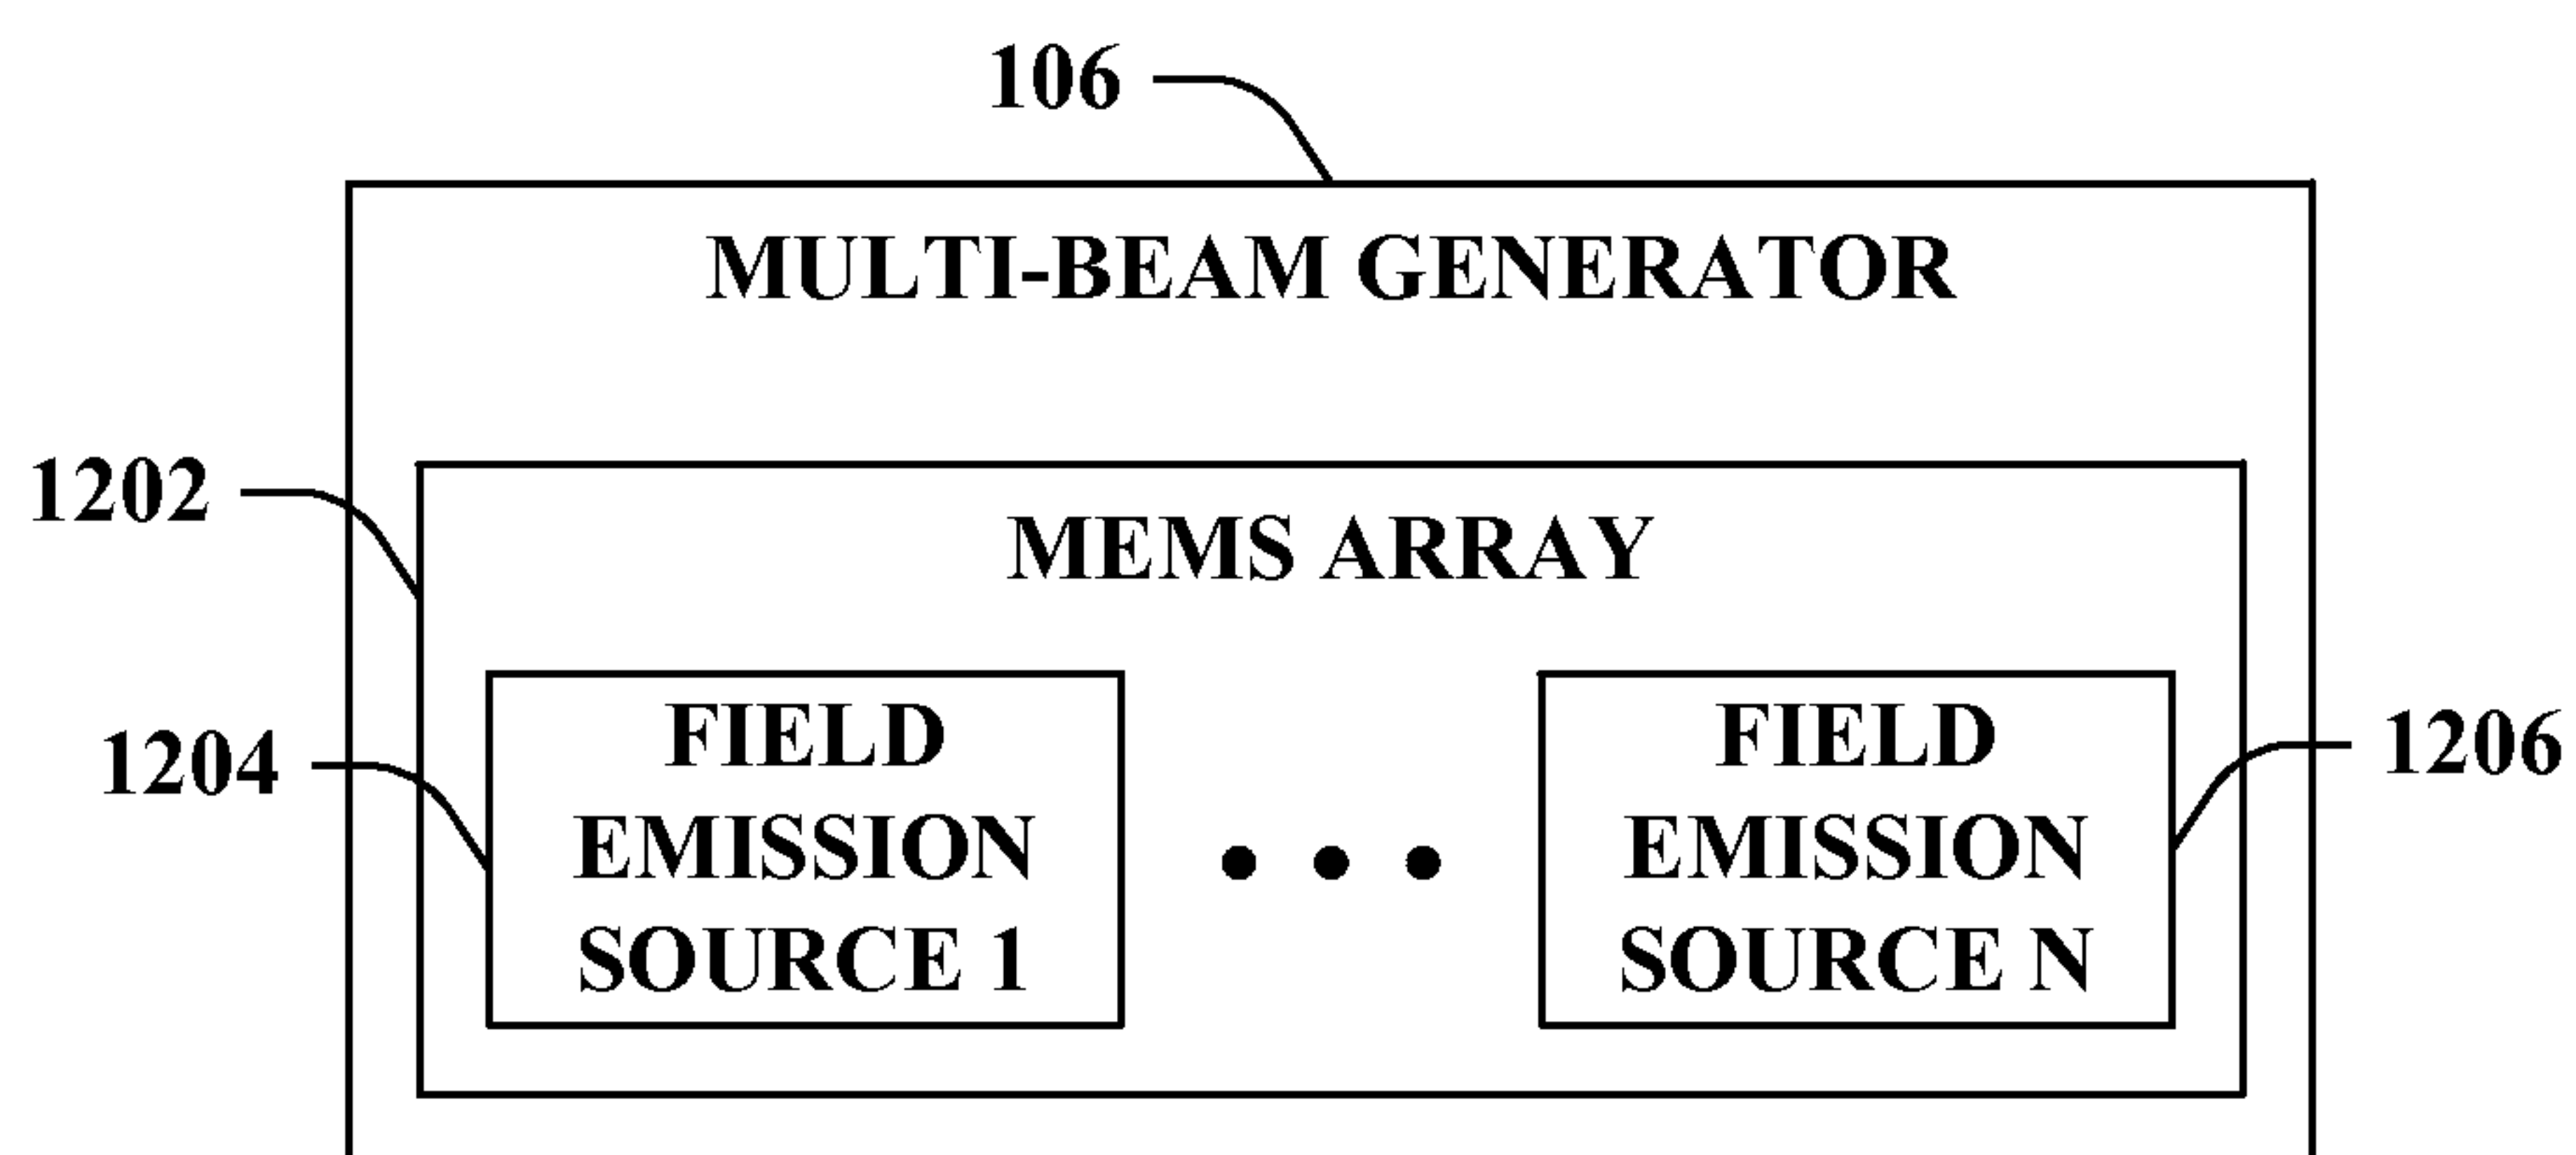 106
MULTI-BEAM GENERATOR
1202
MEMS ARRAY
1204
FIELD
EMISSION
SOURCE 1
FIELD
EMISSION
SOURCE N
1206